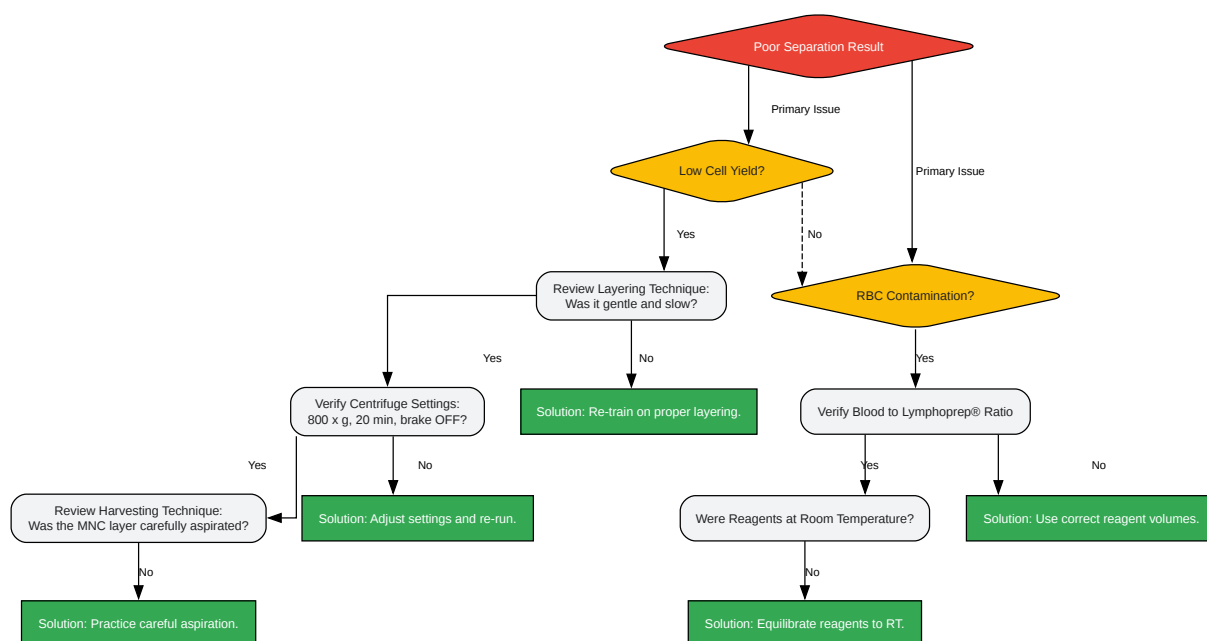 Poor Separation Result
Primary Issue
Low Cell Yield?
Primary Issue
Yes
No
Review Layering Technique:
Was it gentle and slow?
RBC Contamination?
Yes
No
Yes
Verify Centrifuge Settings:
800 x g, 20 min, brake OFF?
Solution: Re-train on proper layering.
Verify Blood to Lymphoprep® Ratio
Yes
No
Yes
No
Review Harvesting Technique:
Was the MNC layer carefully aspirated?
Solution: Adjust settings and re-run.
Were Reagents at Room Temperature?
Solution: Use correct reagent volumes.
No
No
Solution: Practice careful aspiration.
Solution: Equilibrate reagents to RT.